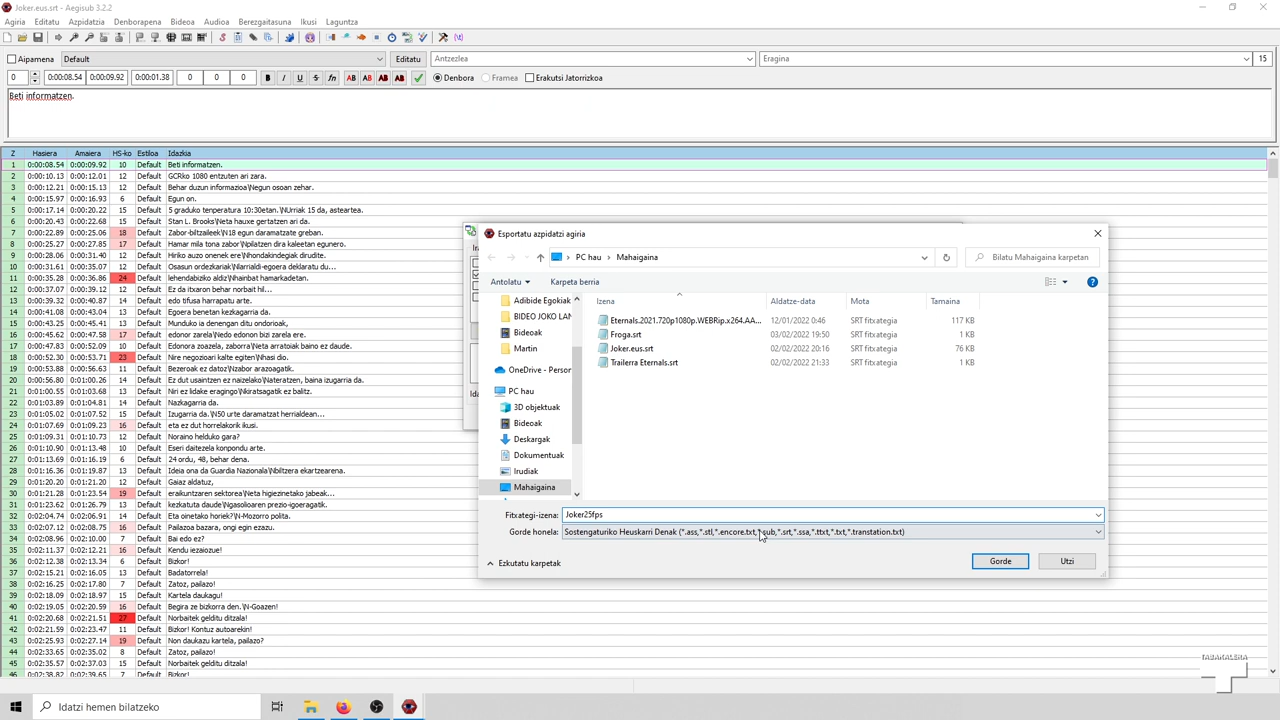 Joker.eus.srt - Aegisub 3.2.2
Agiria Editatu Azpidatzia Denborapena Bideoa Audioa Berezgaitasuna Ikusi Laguntza
Aipamena Default Editatu Antzezlea Eragina 15
0 0:00:08.54 0:00:09.92 0:00:01.38 0 0 0 B I U S fn AB AB AB AB Denbora Framea Erakutsi Jatorrizkoa
Beti informatzen.
Z Hasiera Amaiera HS-ko Estiloa Idazkia
1 0:00:08.54 0:00:09.92 10 Default Beti informatzen.
2 0:00:10.13 0:00:12.01 12 Default GCRko 1080 entzuten ari zara.
3 0:00:12.21 0:00:15.13 12 Default Behar duzun informazioa\Negun osoan zehar.
4 0:00:15.97 0:00:16.93 6 Default Egun on.
5 0:00:17.14 0:00:20.22 15 Default 5 graduko tenperatura 10:30etan.\NUrriak 15 da, asteartea.
6 0:00:20.43 0:00:22.68 15 Default Stan L. Brooks\Neta hauxe gertatzen ari da.
7 0:00:22.89 0:00:25.06 18 Default Zabor-biltzaileek\N18 egun daramatzate greban.
8 0:00:25.27 0:00:27.85 17 Default Hamar mila tona zabor\Npilatzen dira kaleetan egunero.
9 0:00:28.06 0:00:31.40 14 Default Hiriko auzo onenek ere\Nhondakindegiak dirudite.
10 0:00:31.61 0:00:35.07 12 Default Osasun ordezkariak\Nlarrialdi-egoera deklaratu du...
11 0:00:35.28 0:00:36.86 24 Default lehendabiziko aldiz\Nhainbat hamarkadetan.
12 0:00:37.07 0:00:39.12 12 Default Ez da itxaron behar norbait hil...
13 0:00:39.32 0:00:40.87 14 Default edo tifusa harrapatu arte.
14 0:00:41.08 0:00:43.04 13 Default Egoera benetan kezkagarria da.
15 0:00:43.25 0:00:45.41 13 Default Munduko ia denengan ditu ondorioak,
16 0:00:45.62 0:00:47.58 17 Default edonor zarela\Nedo edonon bizi zarela ere.
17 0:00:47.83 0:00:52.09 10 Default Edonora zoazela, zaborra\Neta arratoiak baino ez daude.
18 0:00:52.30 0:00:53.71 23 Default Nire negozioari kalte egiten\Nhasi dio.
19 0:00:53.88 0:00:56.63 11 Default Bezeroak ez datoz\Nzabor arazoagatik.
20 0:00:56.80 0:01:00.26 14 Default Ez dut usaintzen ez naizelako\Nateratzen, baina izugarria da.
21 0:01:00.55 0:01:03.68 13 Default Niri ez lidake eragingo\Nkiratsagatik ez balitz.
22 0:01:03.89 0:01:04.81 14 Default Nazkagarria da.
23 0:01:05.02 0:01:07.52 15 Default Izugarria da.\N50 urte daramatzat herrialdean...
24 0:01:07.69 0:01:09.23 16 Default eta ez dut horrelakorik ikusi.
25 0:01:09.31 0:01:10.73 12 Default Noraino helduko gara?
26 0:01:10.90 0:01:13.48 10 Default Eseri daitezela konpondu arte.
27 0:01:13.69 0:01:16.19 6 Default 24 ordu, 48, behar dena.
28 0:01:16.36 0:01:19.87 13 Default Ideia ona da Guardia Nazionala\Nbiltzera ekartzearena.
29 0:01:20.16 0:01:21.07 12 Default Gaiaz aldatuz,
30 0:01:21.28 0:01:23.54 19 Default eraikuntzaren sektorea\Neta higiezinetako jabeak...
31 0:01:23.62 0:01:26.79 13 Default kezkatuta daude\Ngasolioaren prezio-igoeragatik.
32 0:01:27.04 0:01:29.75 11 Default Eta oinetako horiek?\N-Mozorro polita.
33 0:02:07.12 0:02:08.75 16 Default Pailazoa bazara, ongi egin ezazu.
34 0:02:08.96 0:02:10.04 7 Default Bai edo ez?
35 0:02:11.37 0:02:12.21 16 Default Kendu iezaiozue!
36 0:02:12.38 0:02:13.29 8 Default Bizkor!
37 0:02:15.21 0:02:16.05 13 Default Badatorrela!
38 0:02:16.25 0:02:17.80 7 Default Zatoz, pailazo!
39 0:02:18.09 0:02:18.97 15 Default Kartela daukagu!
40 0:02:19.05 0:02:20.59 16 Default Begira ze bizkorra den.\N-Goazen!
41 0:02:20.68 0:02:21.51 27 Default Norbaitek gelditu ditzala!
42 0:02:21.59 0:02:23.47 11 Default Bizkor! Kontuz autoarekin!
43 0:02:25.93 0:02:27.14 19 Default Non daukazu kartela, pailazo?
44 0:02:33.65 0:02:35.02 8 Default Zatoz, pailazo!
45 0:02:35.57 0:02:37.03 15 Default Norbaitek gelditu ditzala!
46 0:02:38.82 0:02:39.65 7 Default Bizkor!
Esportatu azpidatzi agiria
PC hau Mahaigaina Bilatu Mahaigaina karpetan
Antolatu Karpeta berria
Izena Aldatze-data Mota Tamaina
Adibide Egokiak
BIDEO JOKO LAN
Bideoak
Martin
OneDrive - Person
PC hau
3D objektuak
Bideoak
Deskargak
Dokumentuak
Irudiak
Mahaigaina
Eternals.2021.720p1080p.WEBRip.x264.AA... 12/01/2022 0:46 SRT fitxategia 117 KB
Froga.srt 03/02/2022 19:50 SRT fitxategia 1 KB
Joker.eus.srt 02/02/2022 20:16 SRT fitxategia 76 KB
Trailerra Eternals.srt 02/02/2022 21:33 SRT fitxategia 1 KB
Fitxategi-izena: Joker25fps
Gorde honela: Sostengaturiko Heuskarri Denak (*.ass,*.stl,*.encore.txt,*.sub,*.srt,*.ssa,*.ttxt,*.txt,*.transtation.txt)
Ezkutatu karpetak Gorde Utzi
TABAKALERA
Idatzi hemen bilatzeko